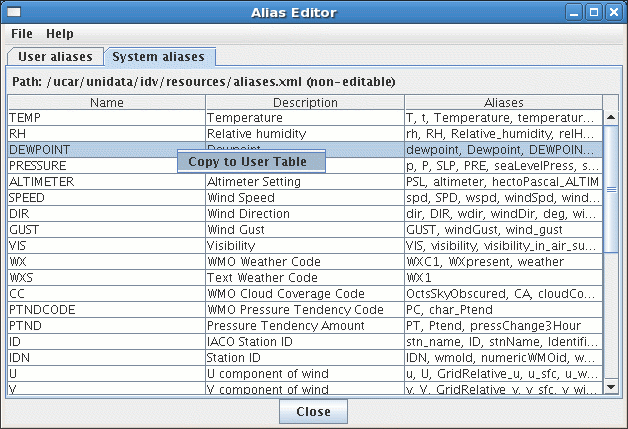 Alias Editor
File Help
User aliases System aliases
Path: /ucar/unidata/idv/resources/aliases.xml (non-editable)
Name Description Aliases
TEMP Temperature T, t, Temperature, temperatur...
RH Relative humidity rh, RH, Relative_humidity, relH...
DEWPOINT Dewpoint dewpoint, Dewpoint, DEWPOIN...
Copy to User Table
PRESSURE p, P, SLP, PRE, seaLevelPress, s...
ALTIMETER Altimeter Setting PSL, altimeter, hectoPascal_ALTIM
SPEED Wind Speed spd, SPD, wspd, windSpd, wind...
DIR Wind Direction dir, DIR, wdir, windDir, deg, wi...
GUST Wind Gust GUST, windGust, wind_gust
VIS Visibility VIS, visibility, visibility_in_air_su...
WX WMO Weather Code WXC1, WXpresent, weather
WXS Text Weather Code WX1
CC WMO Cloud Coverage Code OctsSkyObscured, CA, cloudCo...
PTNDCODE WMO Pressure Tendency Code PC, char_Ptend
PTND Pressure Tendency Amount PT, Ptend, pressChange3Hour
ID IACO Station ID stn_name, ID, stnName, Identifi...
IDN Station ID IDN, wmoId, numericWMOid, w...
U U component of wind u, U, GridRelative_u, u_sfc, u_w...
V V component of wind v, V, GridRelative_v, v_sfc, v_wi...
Close